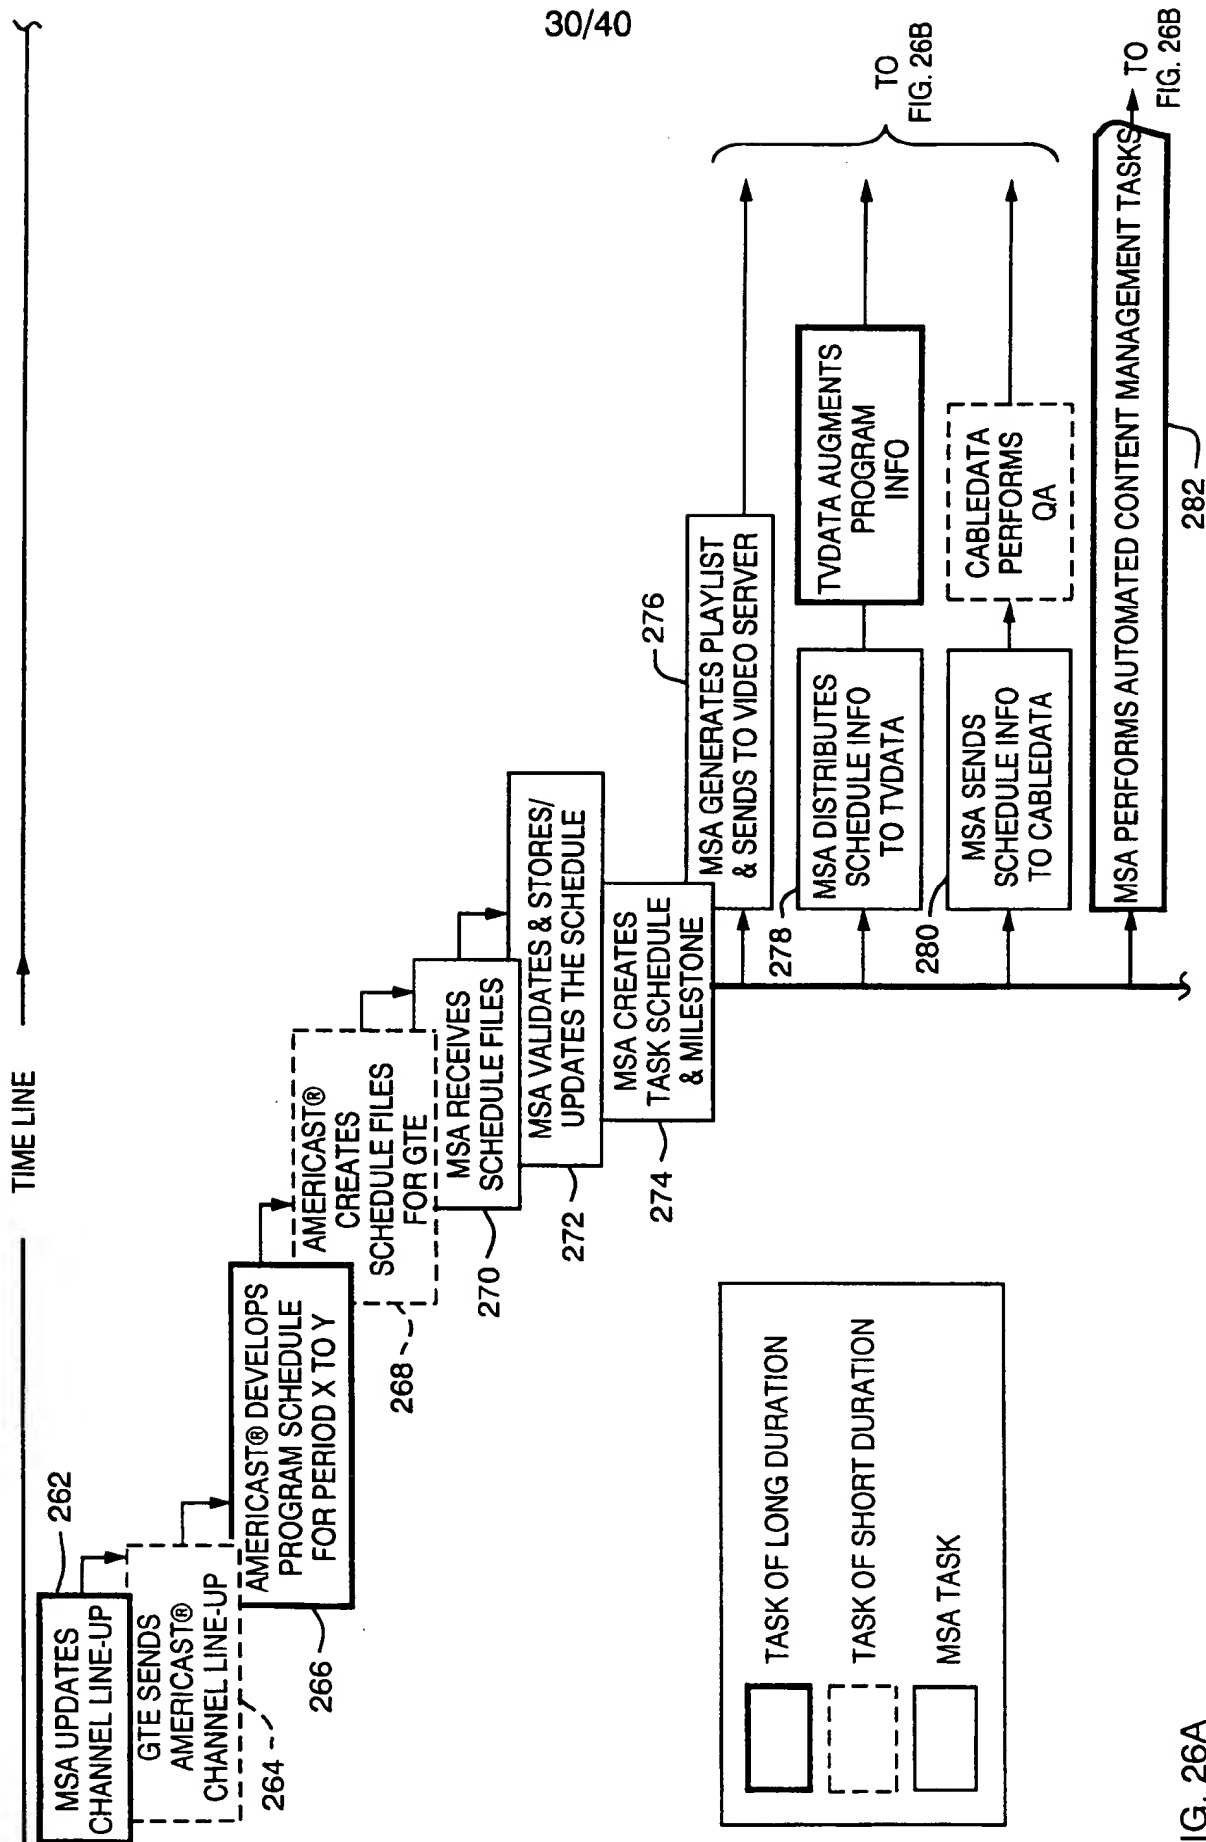 30/40
TIME LINE
MSA UPDATES
CHANNEL LINE-UP
262
GTE SENDS
AMERICAST®
CHANNEL LINE-UP
264
AMERICAST® DEVELOPS
PROGRAM SCHEDULE
FOR PERIOD X TO Y
266
AMERICAST®
CREATES
SCHEDULE FILES
FOR GTE
268
MSA RECEIVES
SCHEDULE FILES
270
MSA VALIDATES & STORES/
UPDATES THE SCHEDULE
272
MSA CREATES
TASK SCHEDULE
& MILESTONE
274
MSA GENERATES PLAYLIST
& SENDS TO VIDEO SERVER
276
MSA DISTRIBUTES
SCHEDULE INFO
TO TVDATA
278
TVDATA AUGMENTS
PROGRAM
INFO
MSA SENDS
SCHEDULE INFO
TO CABLEDATA
280
CABLEDATA
PERFORMS
QA
TO
FIG. 26B
MSA PERFORMS AUTOMATED CONTENT MANAGEMENT TASKS
282
TO
FIG. 26B
TASK OF LONG DURATION
TASK OF SHORT DURATION
MSA TASK
IG. 26A